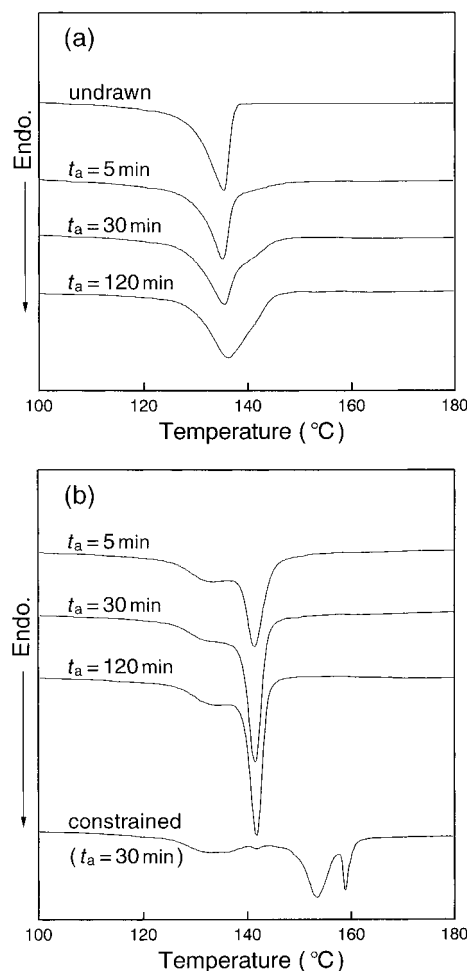 (a)
undrawn
Endo.
tₐ = 5 min
tₐ = 30 min
tₐ = 120 min
100 120 140 160 180
Temperature (°C)
(b)
tₐ = 5 min
tₐ = 30 min
Endo.
tₐ = 120 min
constrained
(tₐ = 30 min)
100 120 140 160 180
Temperature (°C)